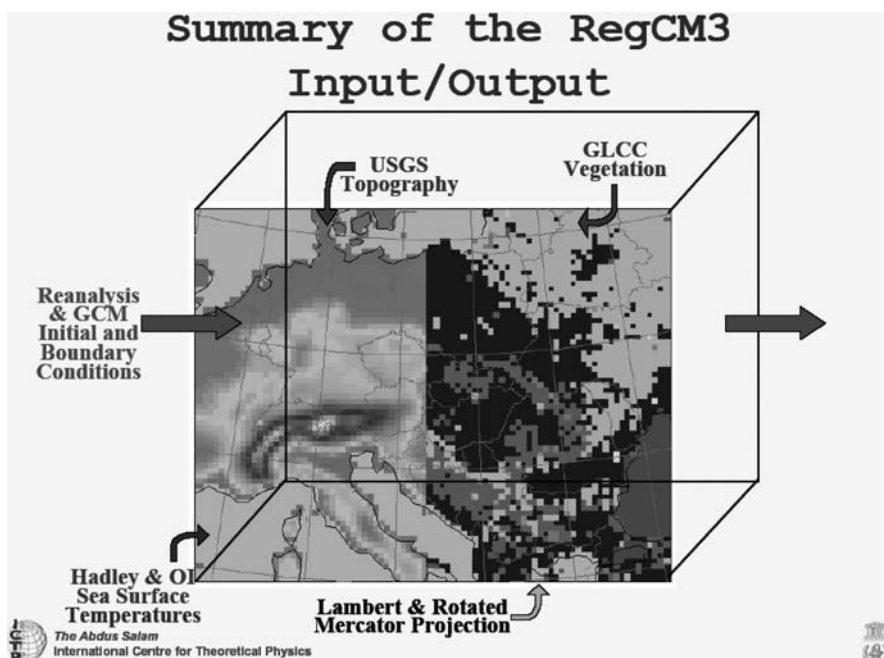 Summary of the RegCM3
Input/Output
USGS
Topography
GLCC
Vegetation
Reanalysis
& GCM
Initial and
Boundary
Conditions
Hadley & OI
Sea Surface
Temperatures
Lambert & Rotated
Mercator Projection
ICTP
The Abdus Salam
International Centre for Theoretical Physics